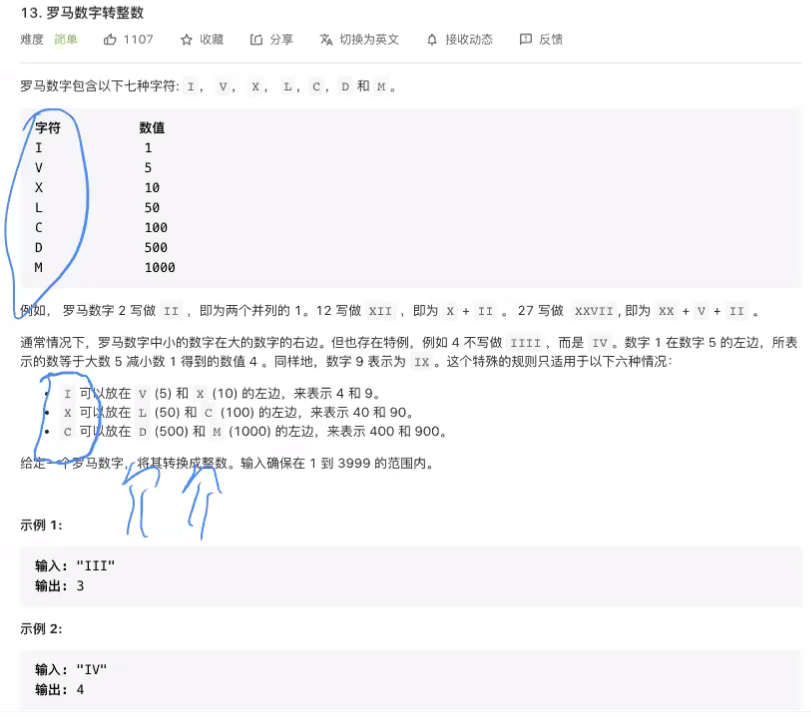 13. 罗马数字转整数
难度 简单 1107 收藏 分享 切换为英文 接收动态 反馈
罗马数字包含以下七种字符: I， V， X， L，C，D 和 M。
字符 数值
I 1
V 5
X 10
L 50
C 100
D 500
M 1000
例如， 罗马数字 2 写做 II ，即为两个并列的 1。12 写做 XII ，即为 X + II 。 27 写做 XXVII, 即为 XX + V + II 。
通常情况下，罗马数字中小的数字在大的数字的右边。但也存在特例，例如 4 不写做 IIII，而是 IV。数字 1 在数字 5 的左边，所表
示的数等于大数 5 减小数 1 得到的数值 4 。同样地，数字 9 表示为 IX。这个特殊的规则只适用于以下六种情况：
• I 可以放在 V (5) 和 X (10) 的左边，来表示 4 和 9。
• X 可以放在 L (50) 和 C (100) 的左边，来表示 40 和 90。
• C 可以放在 D (500) 和 M (1000) 的左边，来表示 400 和 900。
给定一个罗马数字，将其转换成整数。输入确保在 1 到 3999 的范围内。
示例 1:
输入: "III"
输出: 3
示例 2:
输入: "IV"
输出: 4